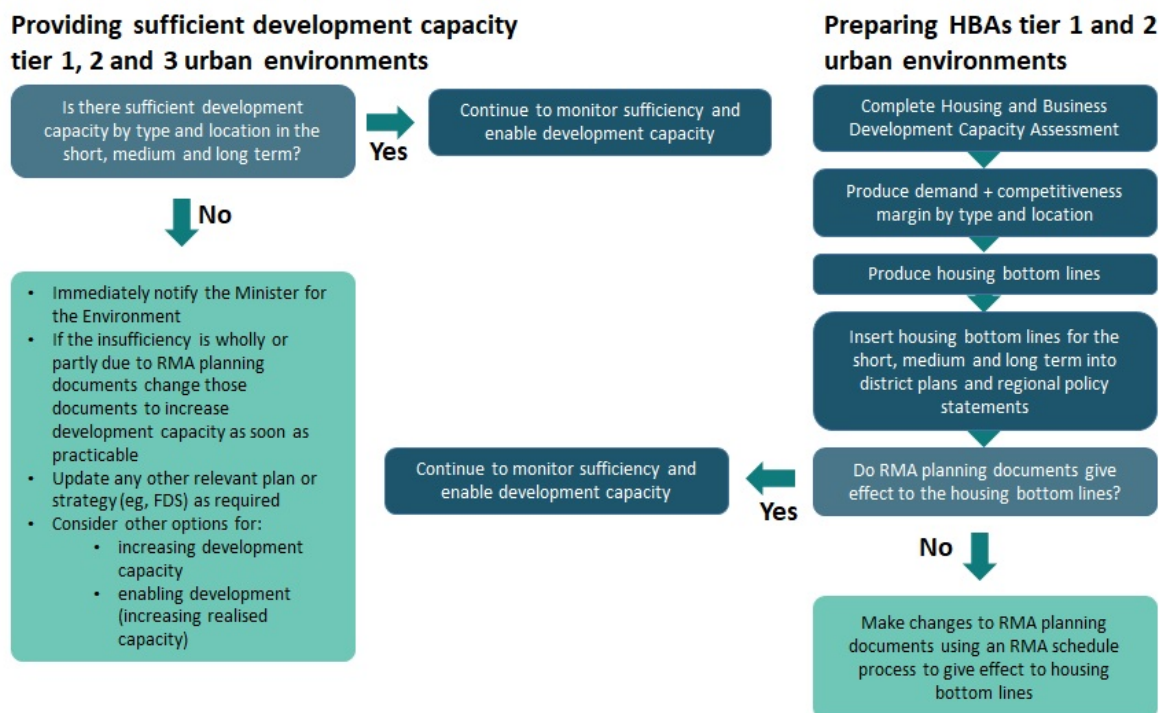 Providing sufficient development capacity
tier 1, 2 and 3 urban environments
Is there sufficient development
capacity by type and location in the
short, medium and long term?
Yes
Continue to monitor sufficiency and
enable development capacity
No
• Immediately notify the Minister for
the Environment
• If the insufficiency is wholly or
partly due to RMA planning
documents change those
documents to increase
development capacity as soon as
practicable
• Update any other relevant plan or
strategy (eg, FDS) as required
• Consider other options for:
• increasing development
capacity
• enabling development
(increasing realised
capacity)
Preparing HBAs tier 1 and 2
urban environments
Complete Housing and Business
Development Capacity Assessment
Produce demand + competitiveness
margin by type and location
Produce housing bottom lines
Insert housing bottom lines for the
short, medium and long term into
district plans and regional policy
statements
Do RMA planning documents give
effect to the housing bottom lines?
Yes
Continue to monitor sufficiency and
enable development capacity
No
Make changes to RMA planning
documents using an RMA schedule
process to give effect to housing
bottom lines